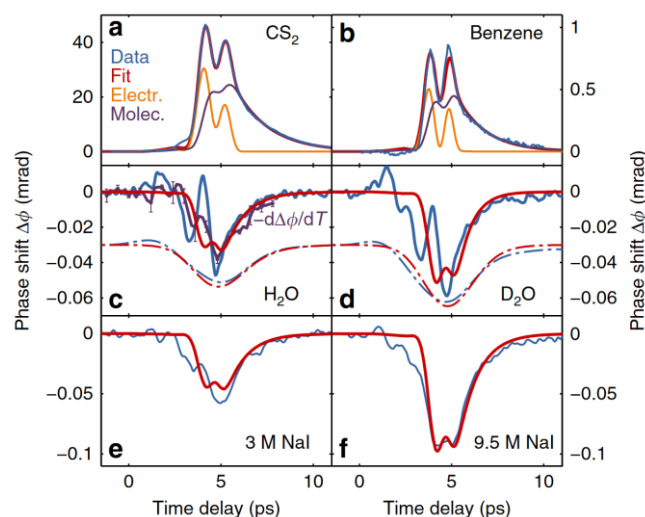 a
CS2
Data
Fit
Electr.
Molec.
40
20
0
b
Benzene
1
0.5
0
Phase shift Δϕ (mrad)
Phase shift Δϕ (mrad)
0
−0.02
−0.04
−0.06
−dΔϕ/dT
c
H2O
d
D2O
0
−0.02
−0.04
−0.06
0
−0.05
−0.1
e
3 M NaI
f
9.5 M NaI
0
−0.05
−0.1
0 5 10
0 5 10
Time delay (ps)
Time delay (ps)